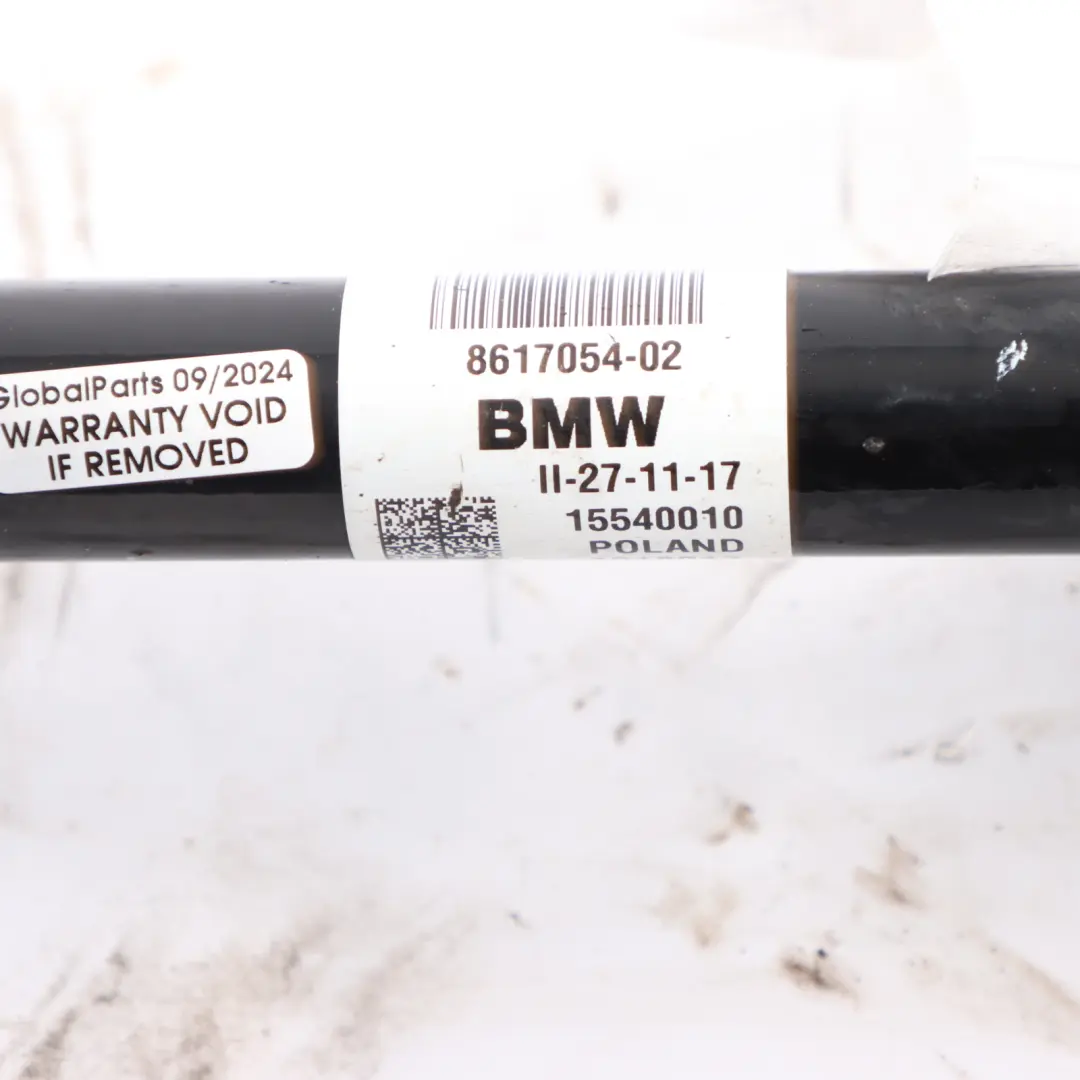 GlobalParts 09/2024
WARRANTY VOID
IF REMOVED
8617054-02
BMW
II-27-11-17
15540010
POLAND